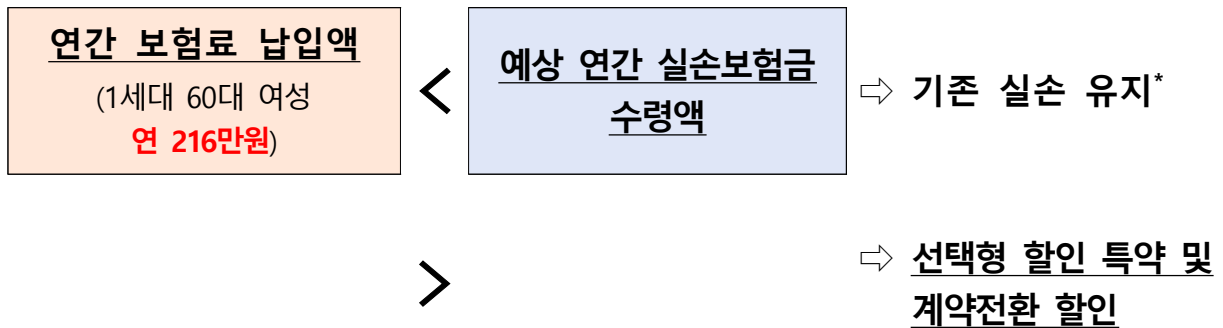 연간 보험료 납입액
(1세대 60대 여성
연 216만원)
<
예상 연간 실손보험금
수령액
⇨ 기존 실손 유지*
>
⇨ 선택형 할인 특약 및
계약전환 할인